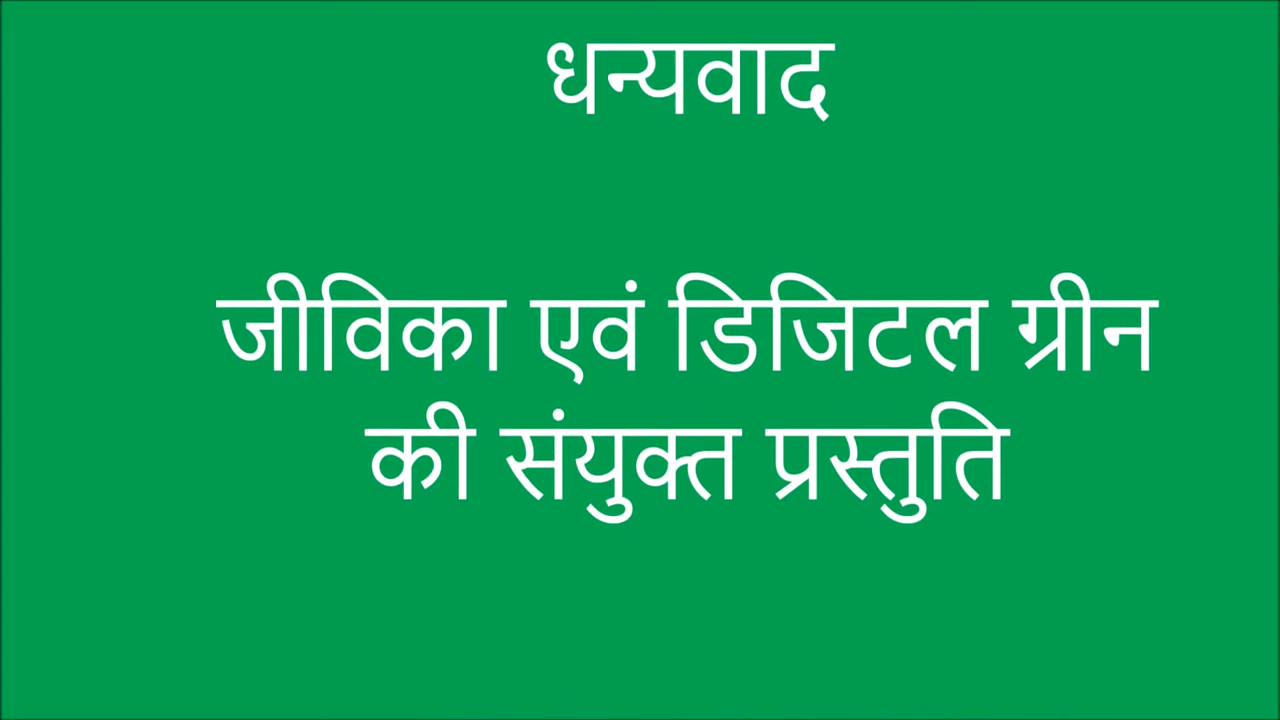 धन्यवाद
जीविका एवं डिजिटल ग्रीन
की संयुक्त प्रस्तुति